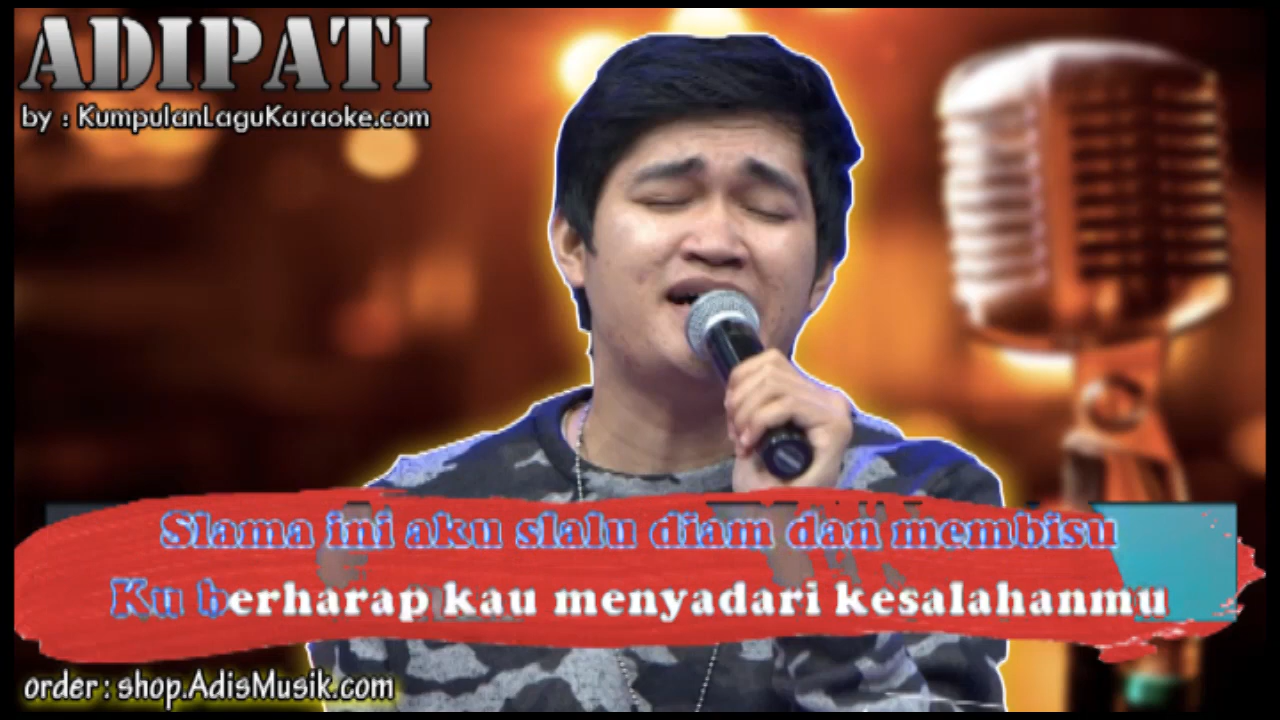 ADIPATI
by : KumpulanLaguKaraoke.com
Slama ini aku slalu diam dan membisu
Ku berharap kau menyadari kesalahanmu
order : shop.AdisMusik.com